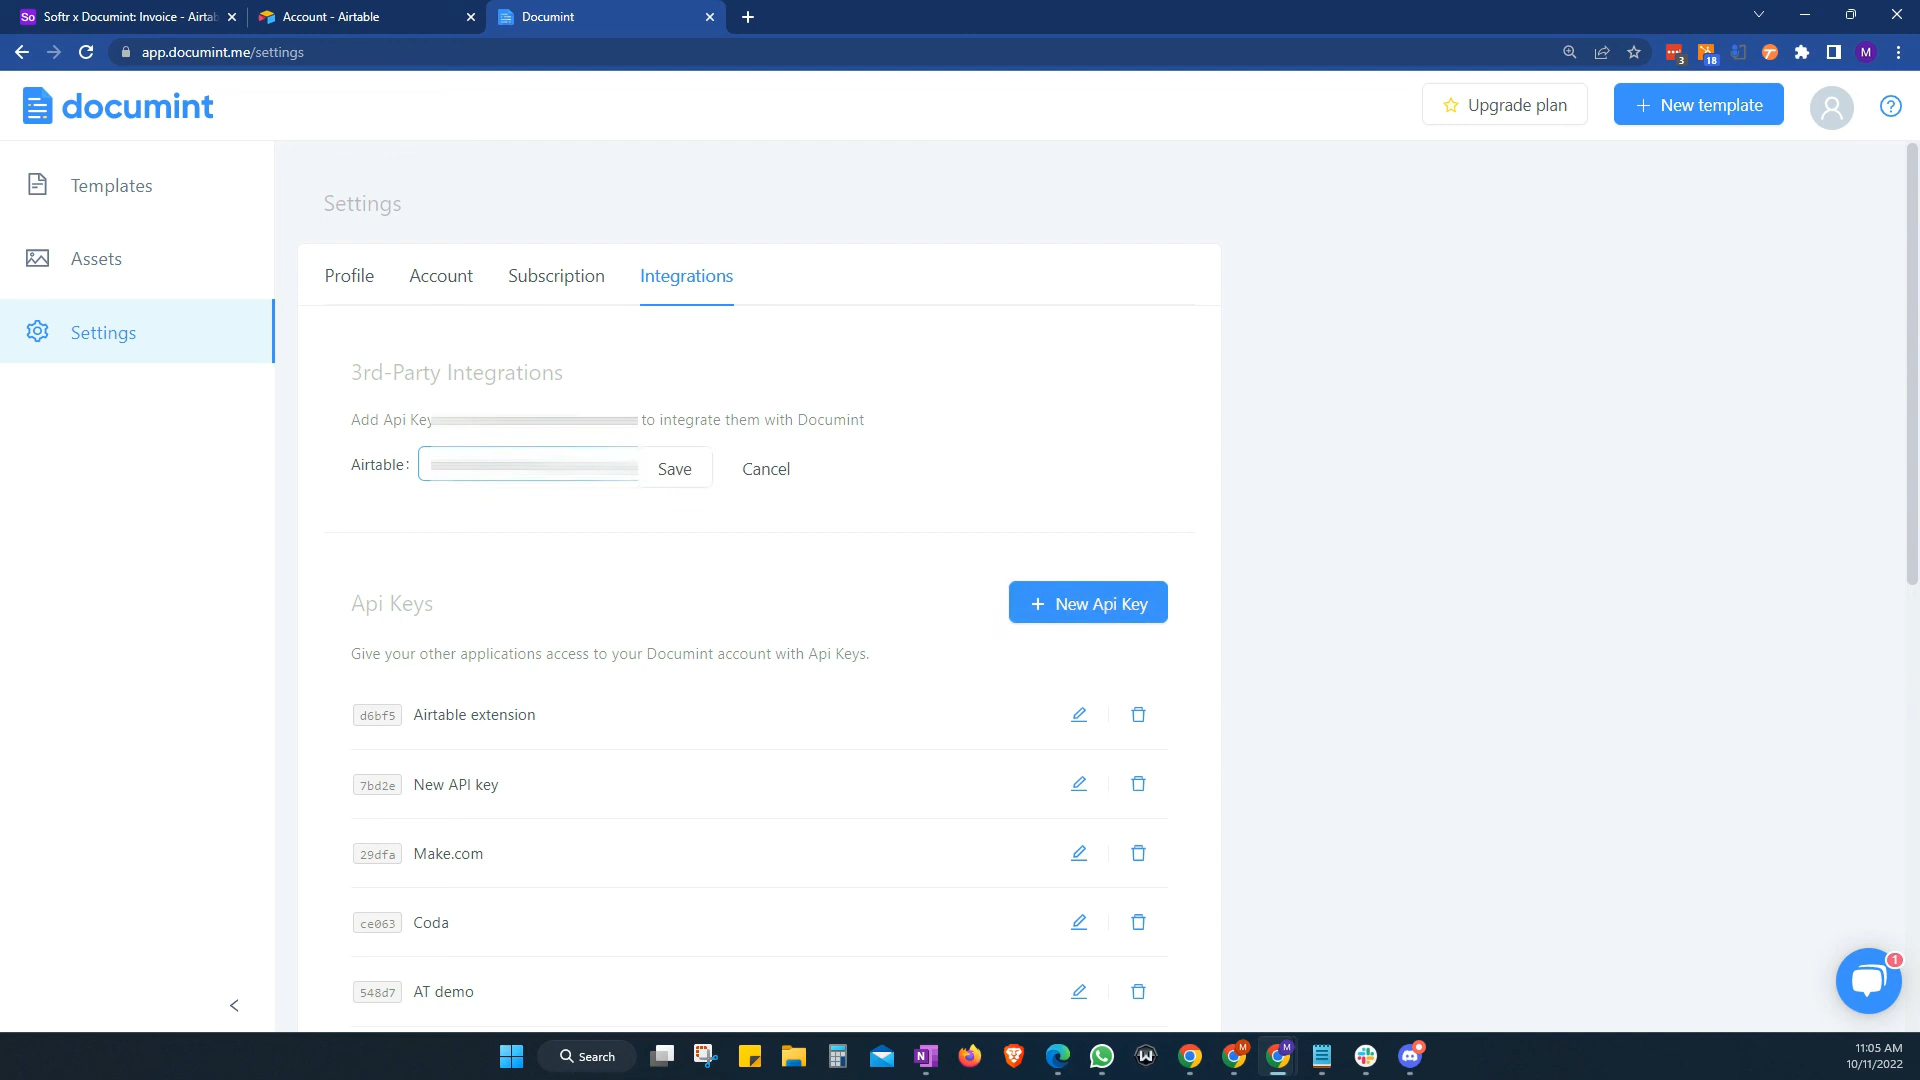 So Softr x Documint: Invoice - Airtab
Account - Airtable
Documint
app.documint.me/settings
3
18
M
documint
Upgrade plan
New template
Templates
Assets
Settings
Settings
Profile
Account
Subscription
Integrations
3rd-Party Integrations
Add Api Key to integrate them with Documint
Airtable:
Save
Cancel
Api Keys
New Api Key
Give your other applications access to your Documint account with Api Keys.
d6bf5 Airtable extension
7bd2e New API key
29dfa Make.com
ce063 Coda
548d7 AT demo
1
Search
N
M
M
11:05 AM
10/11/2022